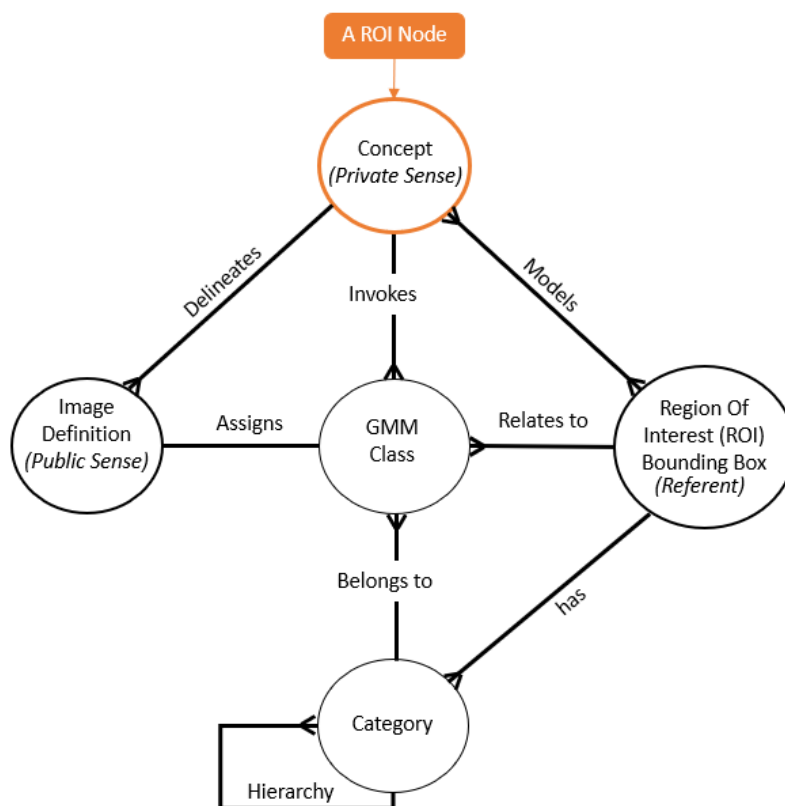 A ROI Node
Concept
(Private Sense)
Delineates
Models
Invokes
Image
Definition
(Public Sense)
Assigns
GMM
Class
Relates to
Region Of
Interest (ROI)
Bounding Box
(Referent)
Belongs to
has
Category
Hierarchy